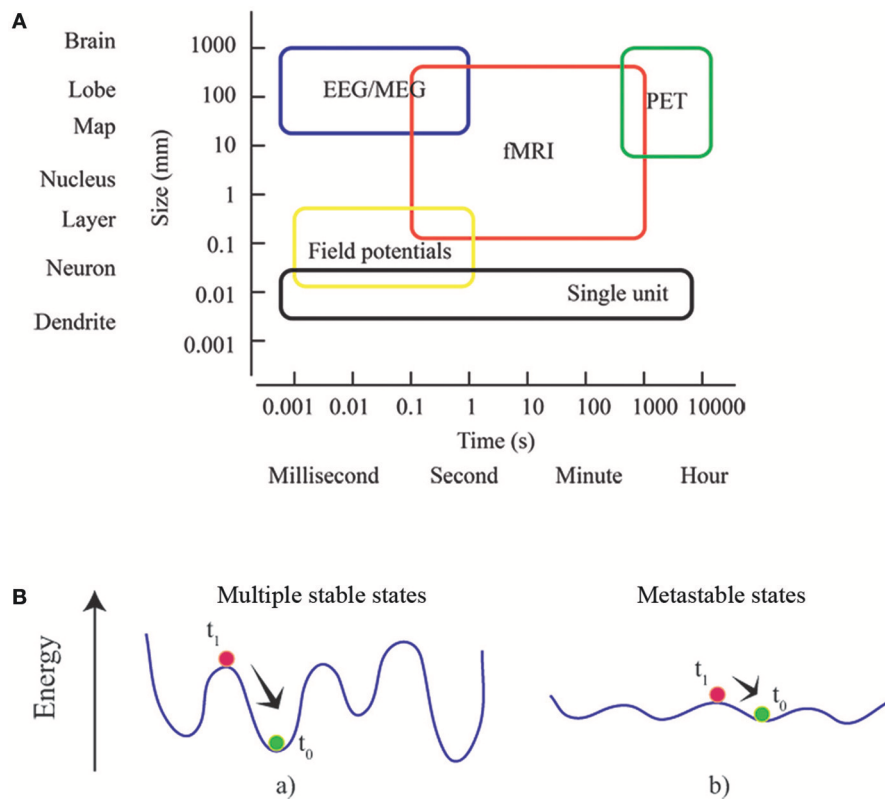 A
Brain
Lobe
Map
Nucleus
Layer
Neuron
Dendrite
Size (mm)
1000
100
10
1
0.1
0.01
0.001
EEG/MEG
fMRI
PET
Field potentials
Single unit
0.001 0.01 0.1 1 10 100 1000 10000
Time (s)
Millisecond Second Minute Hour
B
Multiple stable states
Metastable states
Energy
t1
t0
a)
t1
t0
b)